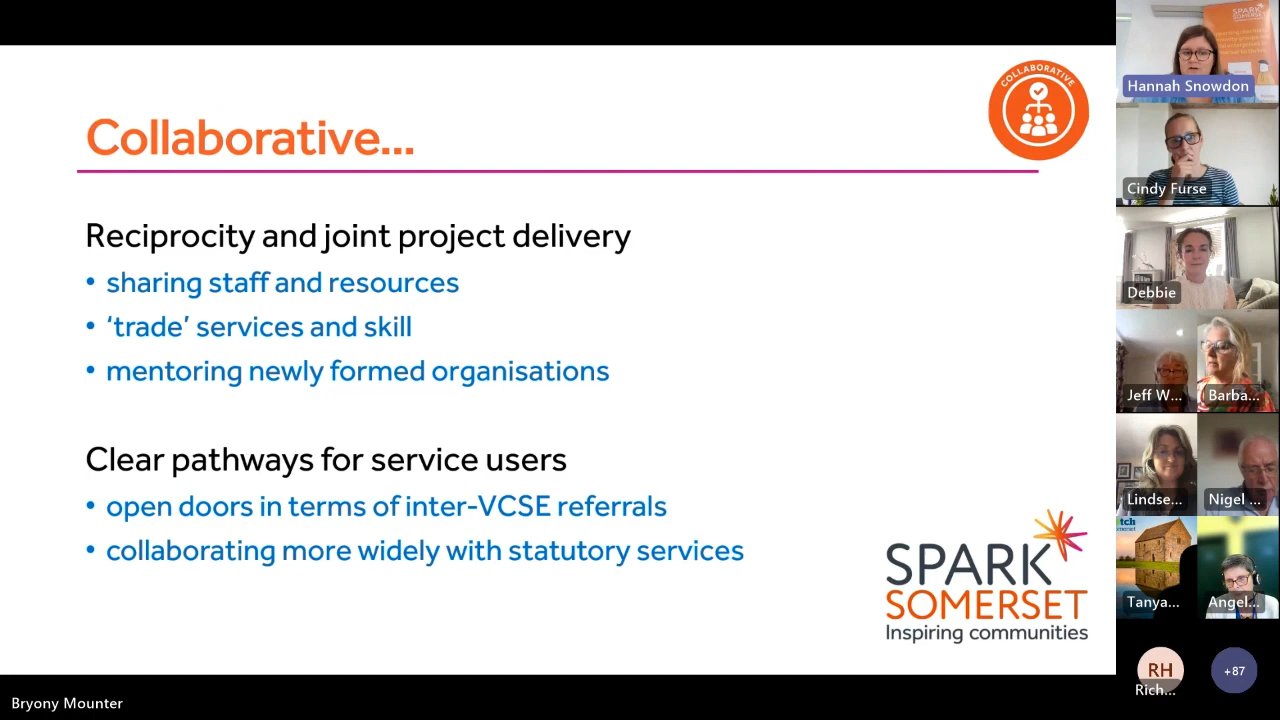 COLLABORATIVE
Collaborative...
Reciprocity and joint project delivery
• sharing staff and resources
• ‘trade’ services and skill
• mentoring newly formed organisations
Clear pathways for service users
• open doors in terms of inter-VCSE referrals
• collaborating more widely with statutory services
SPARK
SOMERSET
Inspiring communities
Bryony Mounter
SPARK
SOMERSET
Hannah Snowdon
Cindy Furse
Debbie
Jeff W...
Barba...
Lindse...
Nigel ...
Tanya...
Angel...
RH
Rich...
+87